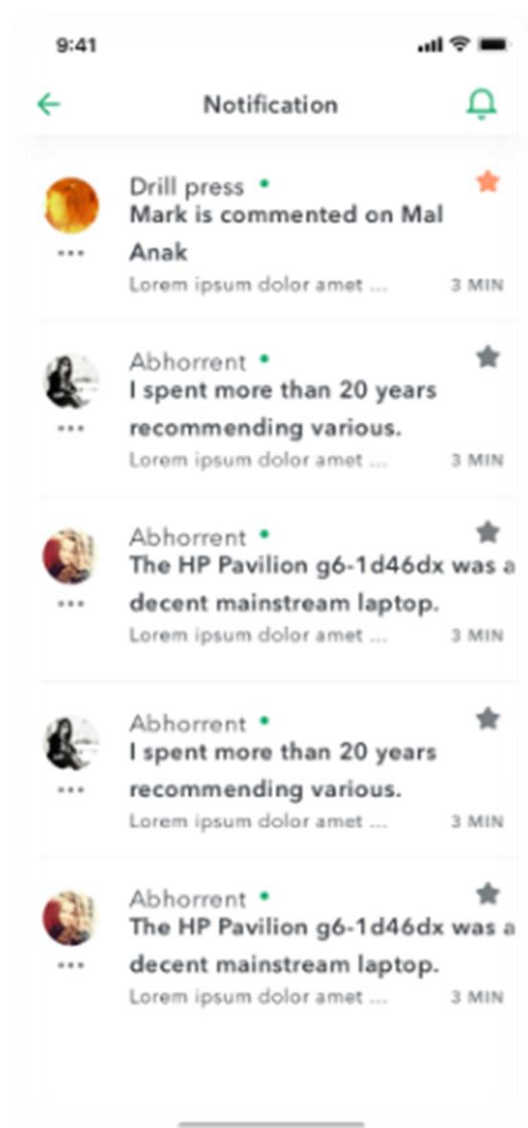 9:41
Notification
Drill press
Mark is commented on Mal
Anak
Lorem ipsum dolor amet ...
3 MIN
Abhorrent
I spent more than 20 years
recommending various.
Lorem ipsum dolor amet ...
3 MIN
Abhorrent
The HP Pavilion g6-1d46dx was a
decent mainstream laptop.
Lorem ipsum dolor amet ...
3 MIN
Abhorrent
I spent more than 20 years
recommending various.
Lorem ipsum dolor amet ...
3 MIN
Abhorrent
The HP Pavilion g6-1d46dx was a
decent mainstream laptop.
Lorem ipsum dolor amet ...
3 MIN